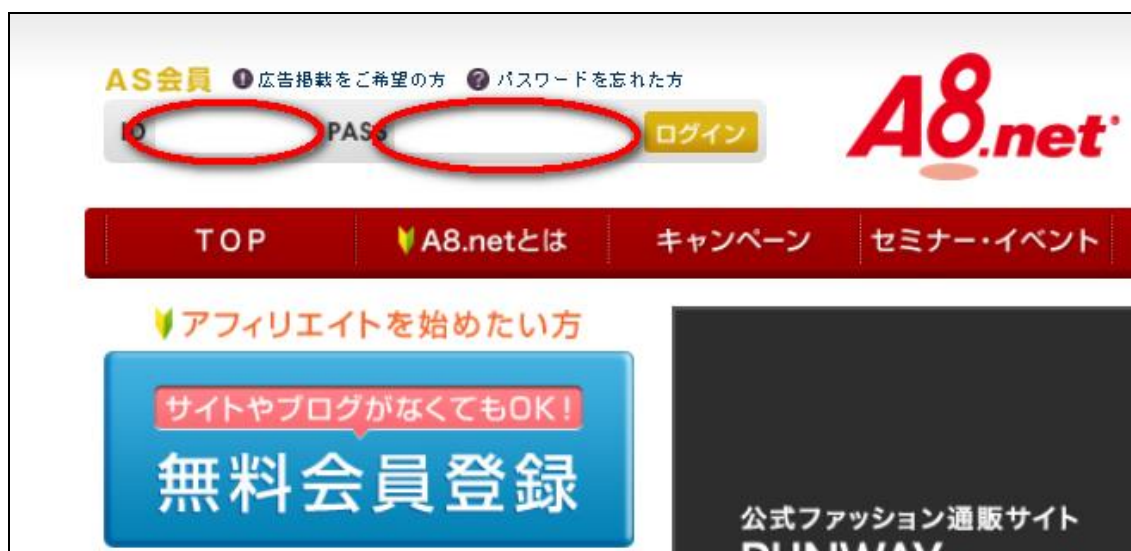 AS会員 広告掲載をご希望の方 パスワードを忘れた方
ID PASS ログイン
A8.net
TOP A8.netとは キャンペーン セミナー・イベント
アフィリエイトを始めたい方
サイトやブログがなくてもOK!
無料会員登録
公式ファッション通販サイト
RUNWAY